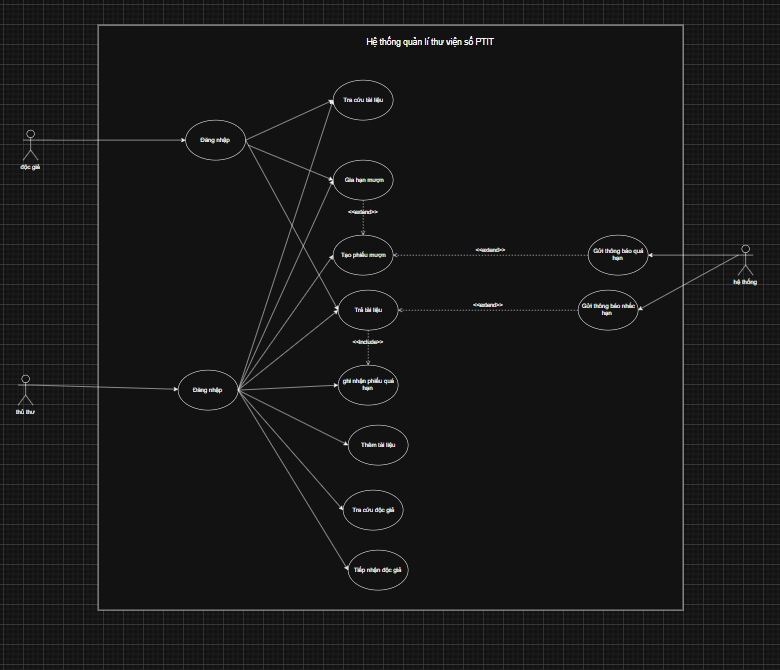 Hệ thống quản lí thư viện số PTIT
Tra cứu tài liệu
Đăng nhập
độc giả
Gia hạn mượn
<<extend>>
Tạo phiếu mượn
<<extend>>
Gửi thông báo quá
hạn
hệ thống
Trả tài liệu
<<extend>>
Gửi thông báo nhắc
hạn
<<include>>
ghi nhận phiếu quá
hạn
Đăng nhập
thủ thư
Thêm tài liệu
Tra cứu độc giả
Tiếp nhận độc giả